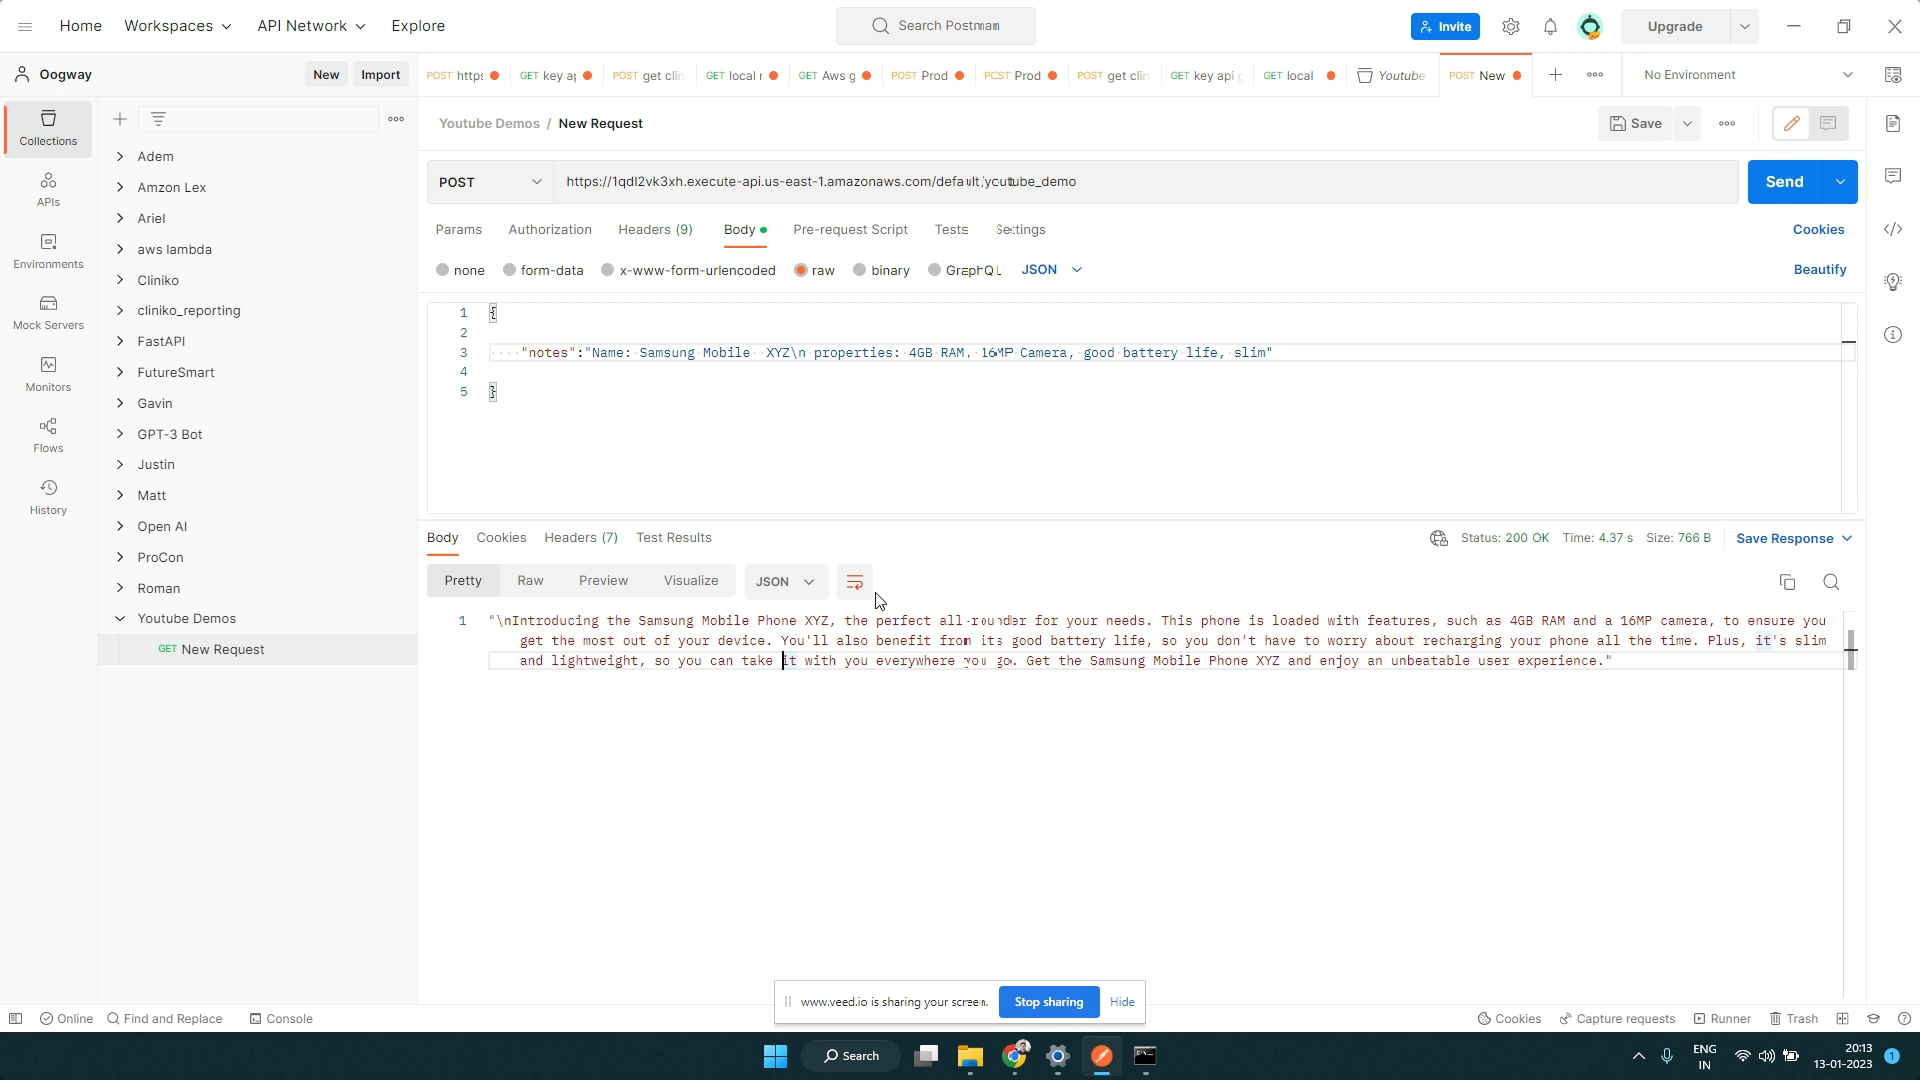 Home Workspaces API Network Explore Search Postman Invite Upgrade
Oogway New Import POST https GET key a POST get clin GET local r GET Aws g POST Prod POST Prod POST get clin GET key api g GET local Youtube POST New No Environment
Youtube Demos / New Request Save
Collections
APIs
Environments
Mock Servers
Monitors
Flows
History
Adem
Amzon Lex
Ariel
aws lambda
Cliniko
cliniko_reporting
FastAPI
FutureSmart
Gavin
GPT-3 Bot
Justin
Matt
Open AI
ProCon
Roman
Youtube Demos
GET New Request
POST https://1qdl2vk3xh.execute-api.us-east-1.amazonaws.com/default/youtube_demo Send
Params Authorization Headers (9) Body Pre-request Script Tests Settings Cookies
none form-data x-www-form-urlencoded raw binary GraphQL JSON Beautify
1 {
2
3 "notes":"Name: Samsung Mobile XYZ\n properties: 4GB RAM, 16MP Camera, good battery life, slim"
4
5 }
Body Cookies Headers (7) Test Results Status: 200 OK Time: 4.37 s Size: 766 B Save Response
Pretty Raw Preview Visualize JSON
1 "\nIntroducing the Samsung Mobile Phone XYZ, the perfect all-rounder for your needs. This phone is loaded with features, such as 4GB RAM and a 16MP camera, to ensure you
get the most out of your device. You'll also benefit from its good battery life, so you don't have to worry about recharging your phone all the time. Plus, it's slim
and lightweight, so you can take it with you everywhere you go. Get the Samsung Mobile Phone XYZ and enjoy an unbeatable user experience."
www.veed.io is sharing your screen. Stop sharing Hide
Online Find and Replace Console Cookies Capture requests Runner Trash
Search ENG
IN 20:13
13-01-2023 1